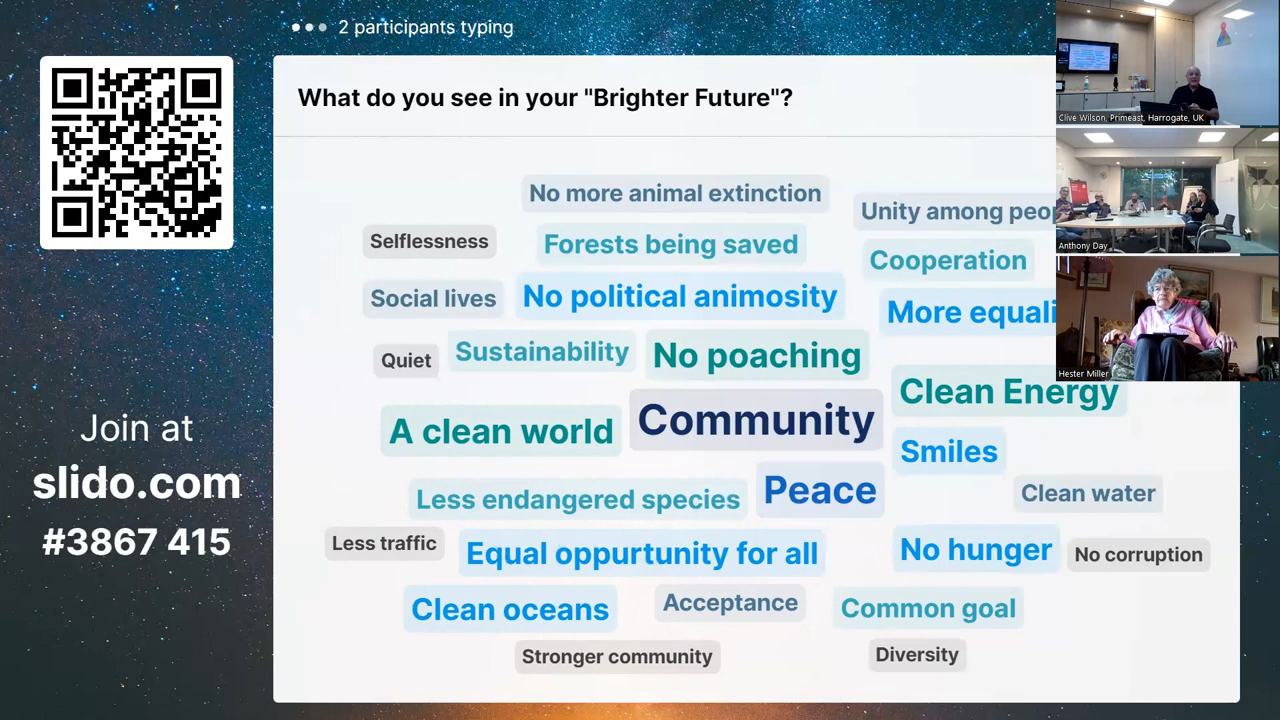 2 participants typing
What do you see in your "Brighter Future"?
No more animal extinction
Unity among peo
Selflessness
Forests being saved
Cooperation
Social lives
No political animosity
More equali
Quiet
Sustainability
No poaching
Clean Energy
A clean world
Community
Smiles
Less endangered species
Peace
Clean water
Less traffic
Equal oppurtunity for all
No hunger
No corruption
Clean oceans
Acceptance
Common goal
Stronger community
Diversity
Join at
slido.com
#3867 415
Clive Wilson, Primeast, Harrogate, UK
Anthony Day
Hester Miller